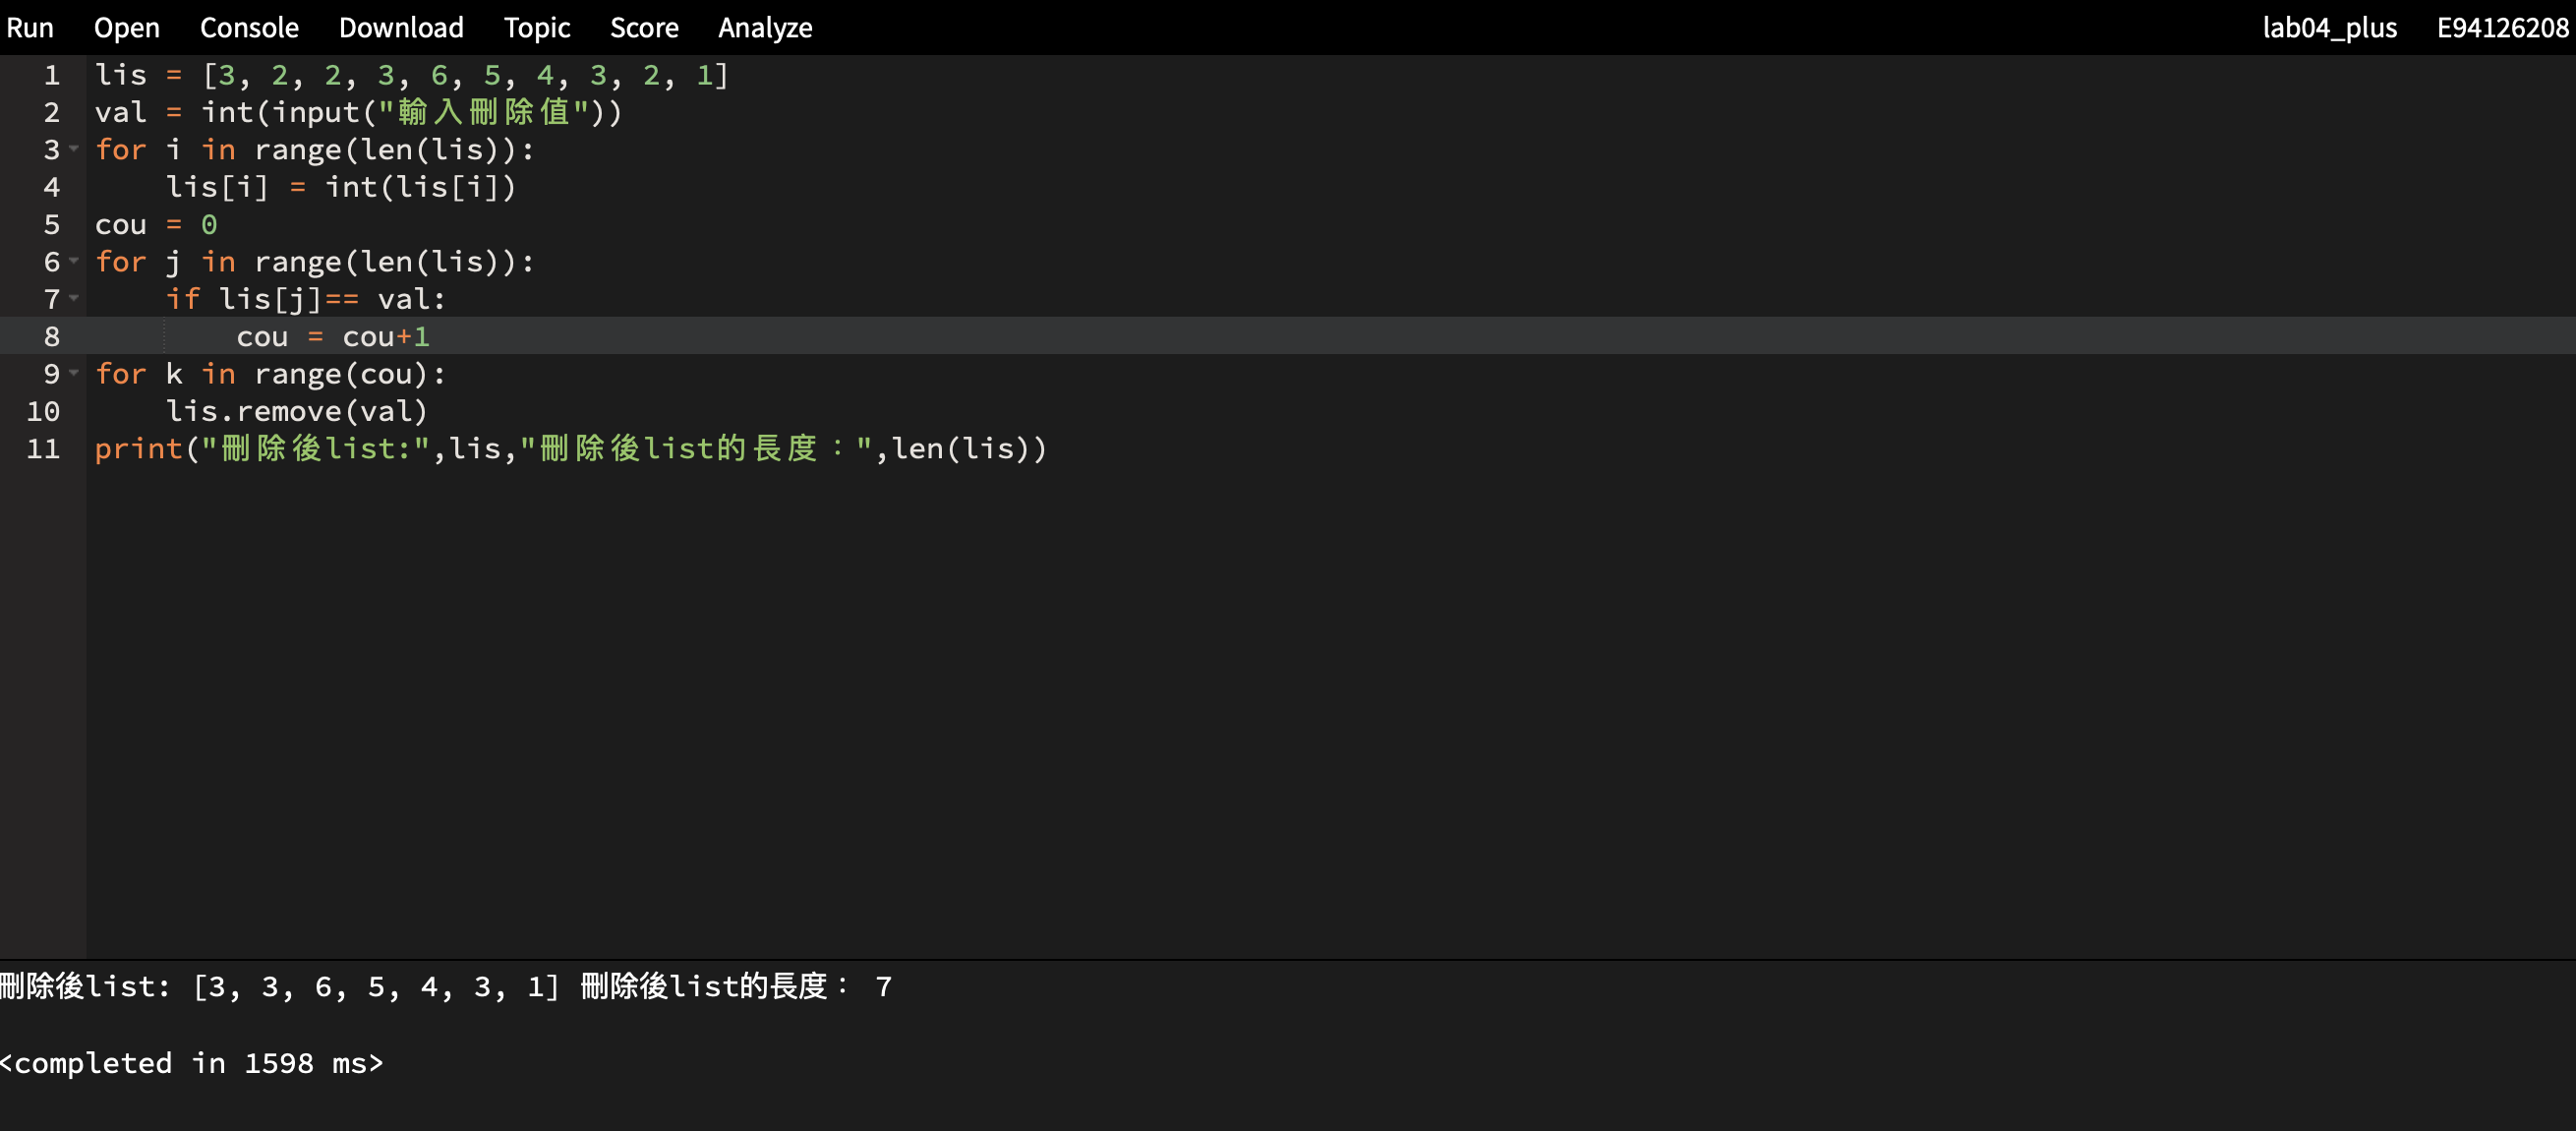 Run Open Console Download Topic Score Analyze lab04_plus E94126208
1 lis = [3, 2, 2, 3, 6, 5, 4, 3, 2, 1]
2 val = int(input("輸入刪除值"))
3 for i in range(len(lis)):
4     lis[i] = int(lis[i])
5 cou = 0
6 for j in range(len(lis)):
7     if lis[j]== val:
8         cou = cou+1
9 for k in range(cou):
10     lis.remove(val)
11 print("刪除後list:",lis,"刪除後list的長度：",len(lis))
刪除後list: [3, 3, 6, 5, 4, 3, 1] 刪除後list的長度： 7
<completed in 1598 ms>